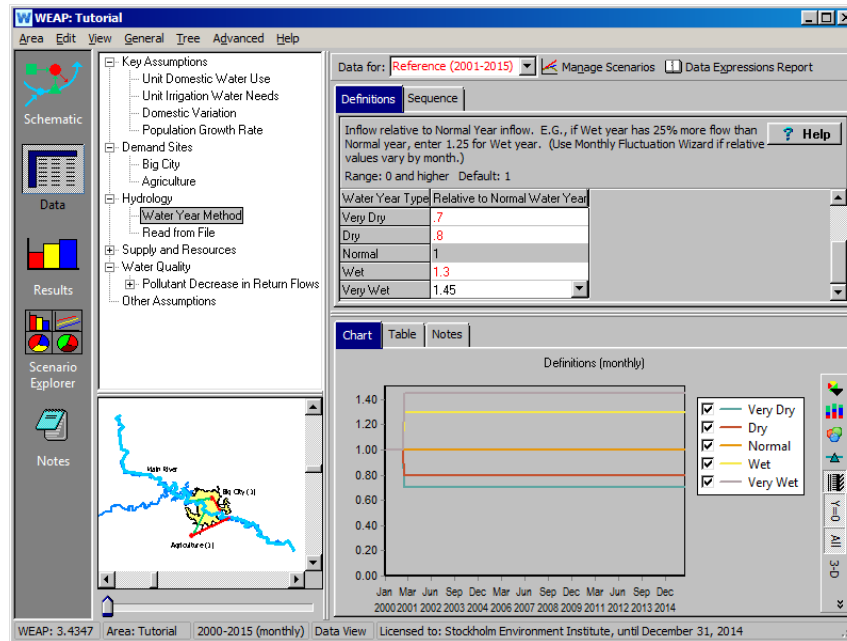 WEAP: Tutorial
Area Edit View General Tree Advanced Help
Schematic
Data
Results
Scenario
Explorer
Notes
Key Assumptions
Unit Domestic Water Use
Unit Irrigation Water Needs
Domestic Variation
Population Growth Rate
Demand Sites
Big City
Agriculture
Hydrology
Water Year Method
Read from File
Supply and Resources
Water Quality
Pollutant Decrease in Return Flows
Other Assumptions
Main River
Big City (1)
Agriculture (1)
Data for: Reference (2001-2015) Manage Scenarios Data Expressions Report
Definitions Sequence
Inflow relative to Normal Year inflow. E.G., if Wet year has 25% more flow than
Normal year, enter 1.25 for Wet year. (Use Monthly Fluctuation Wizard if relative
values vary by month.)
Range: 0 and higher Default: 1
? Help
Water Year Type Relative to Normal Water Year
Very Dry .7
Dry .8
Normal 1
Wet 1.3
Very Wet 1.45
Chart Table Notes
Definitions (monthly)
1.40
1.20
1.00
0.80
0.60
0.40
0.20
0.00
Jan Mar Jun Sep Dec Mar Jun Sep Dec Mar Jun Sep Dec
2000 2001 2002 2003 2004 2005 2006 2007 2008 2011 2012 2013 2014
Very Dry
Dry
Normal
Wet
Very Wet
Y=0
All
3-D
WEAP: 3.4347 Area: Tutorial 2000-2015 (monthly) Data View Licensed to: Stockholm Environment Institute, until December 31, 2014